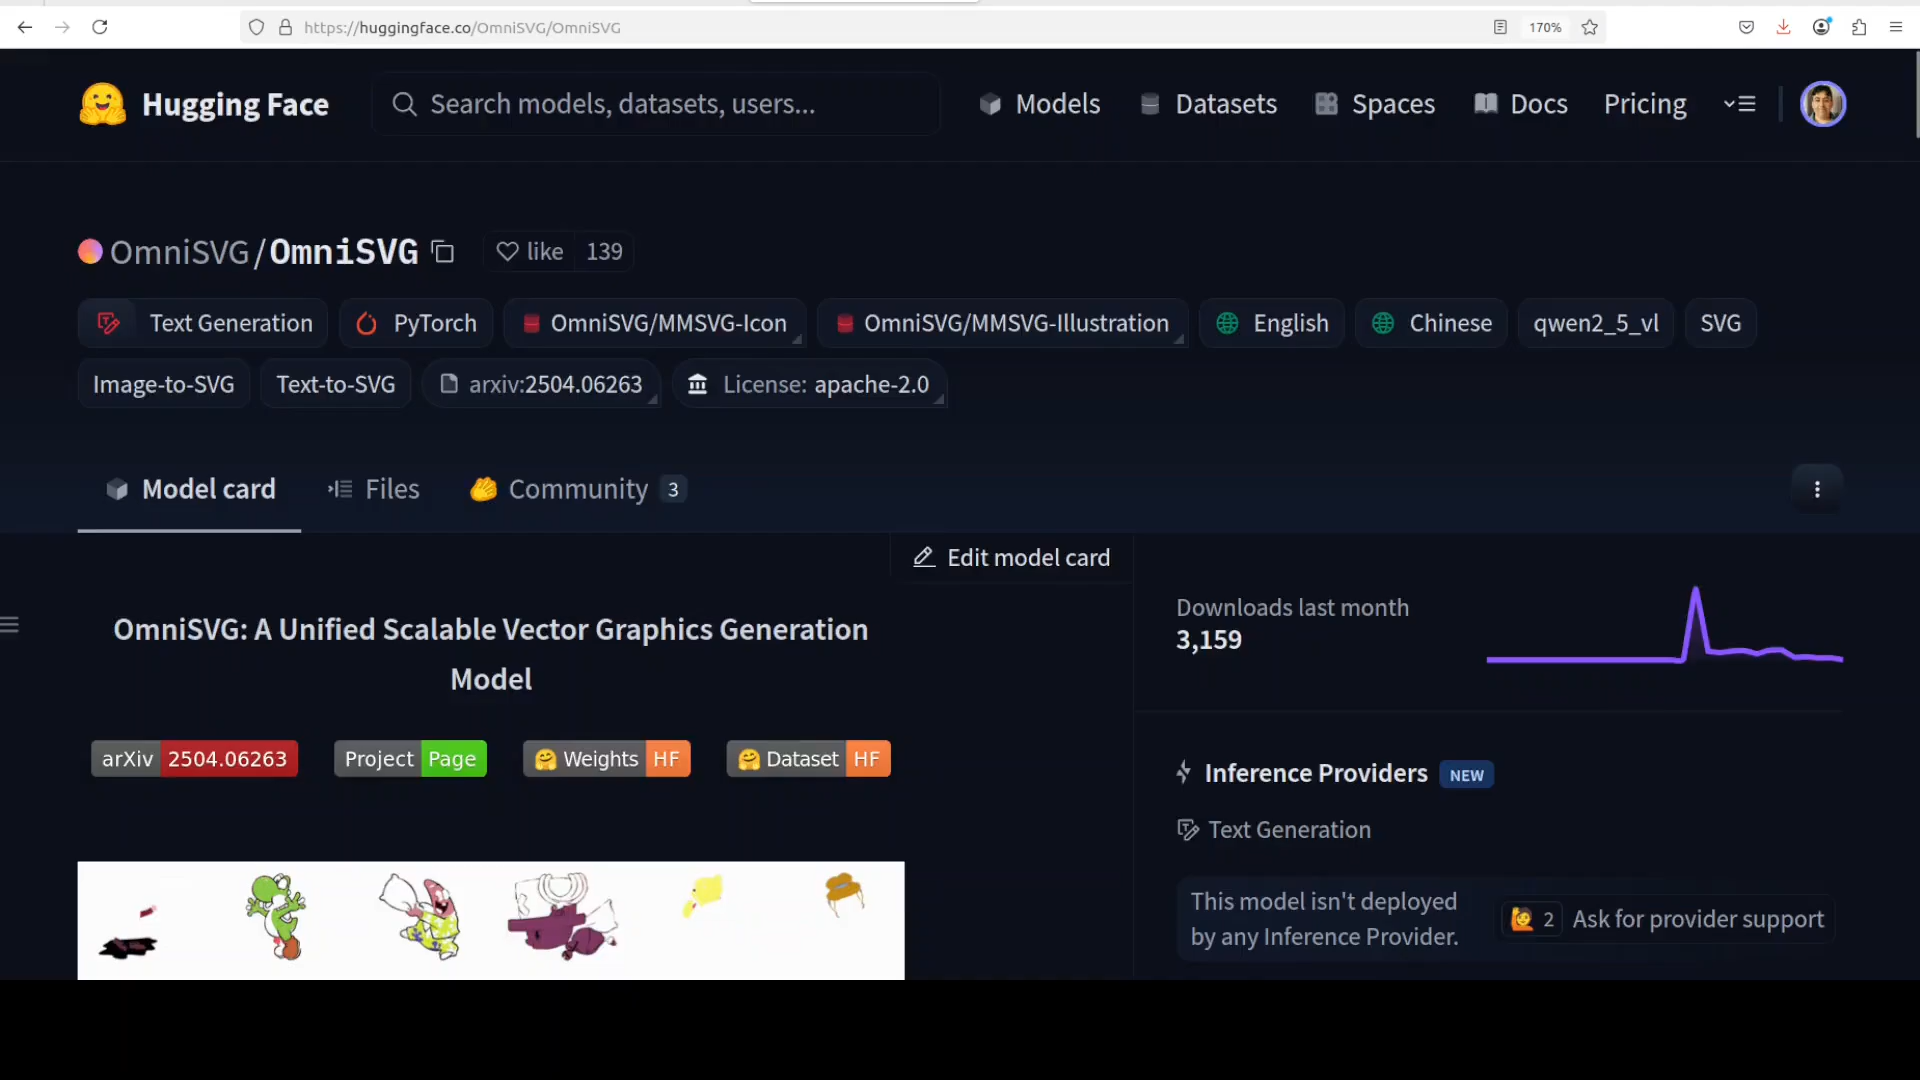 https://huggingface.co/OmniSVG/OmniSVG
170%
Hugging Face
Search models, datasets, users...
Models
Datasets
Spaces
Docs
Pricing
OmniSVG/OmniSVG
like 139
Text Generation
PyTorch
OmniSVG/MMSVG-Icon
OmniSVG/MMSVG-Illustration
English
Chinese
qwen2_5_vl
SVG
Image-to-SVG
Text-to-SVG
arxiv:2504.06263
License: apache-2.0
Model card
Files
Community 3
Edit model card
OmniSVG: A Unified Scalable Vector Graphics Generation
Model
arXiv 2504.06263
Project Page
Weights HF
Dataset HF
Downloads last month
3,159
Inference Providers NEW
Text Generation
This model isn't deployed
by any Inference Provider.
2 Ask for provider support